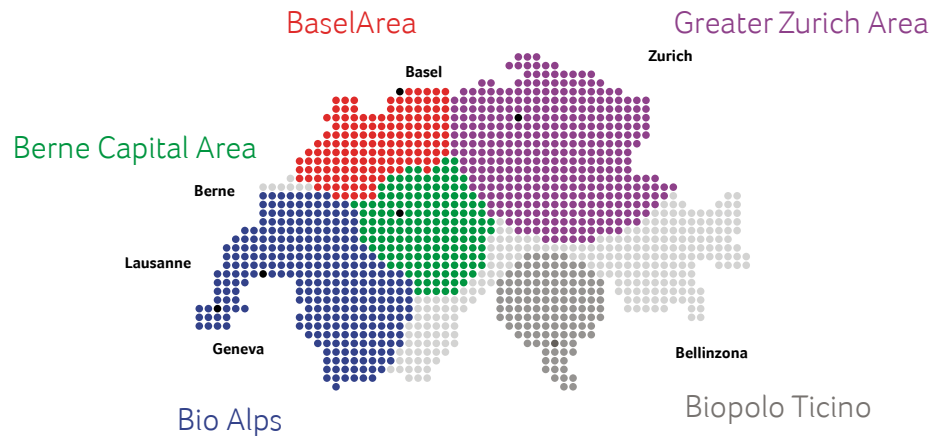 BaselArea
Greater Zurich Area
Zurich
Basel
Berne Capital Area
Berne
Lausanne
Geneva
Bellinzona
Biopolo Ticino
Bio Alps